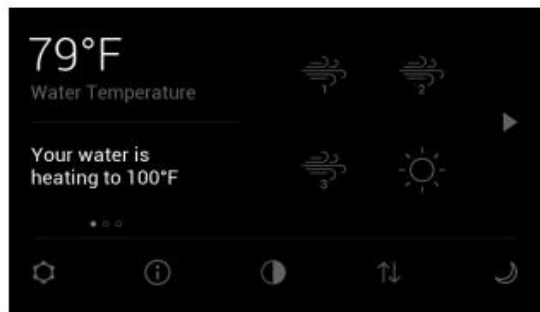 79°F
Water Temperature
1
2
Your water is
heating to 100°F
3